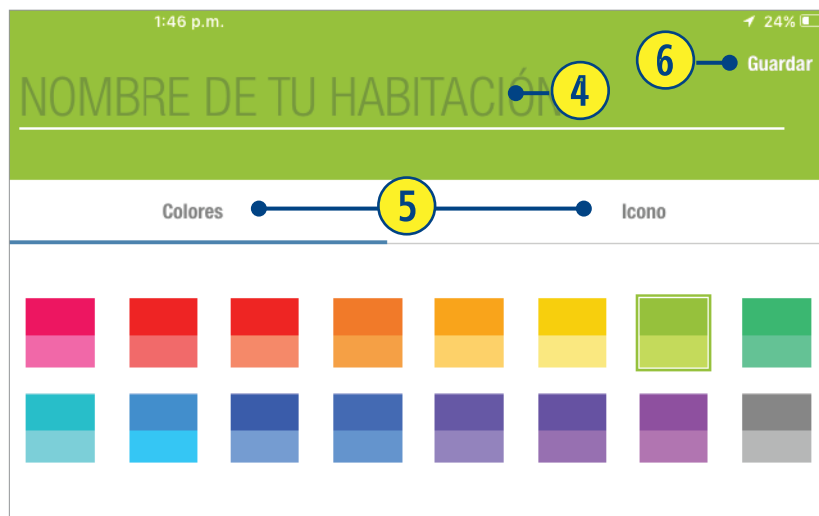 1:46 p.m. 24%
6 Guardar
NOMBRE DE TU HABITACIÓN 4
Colores 5 Icono